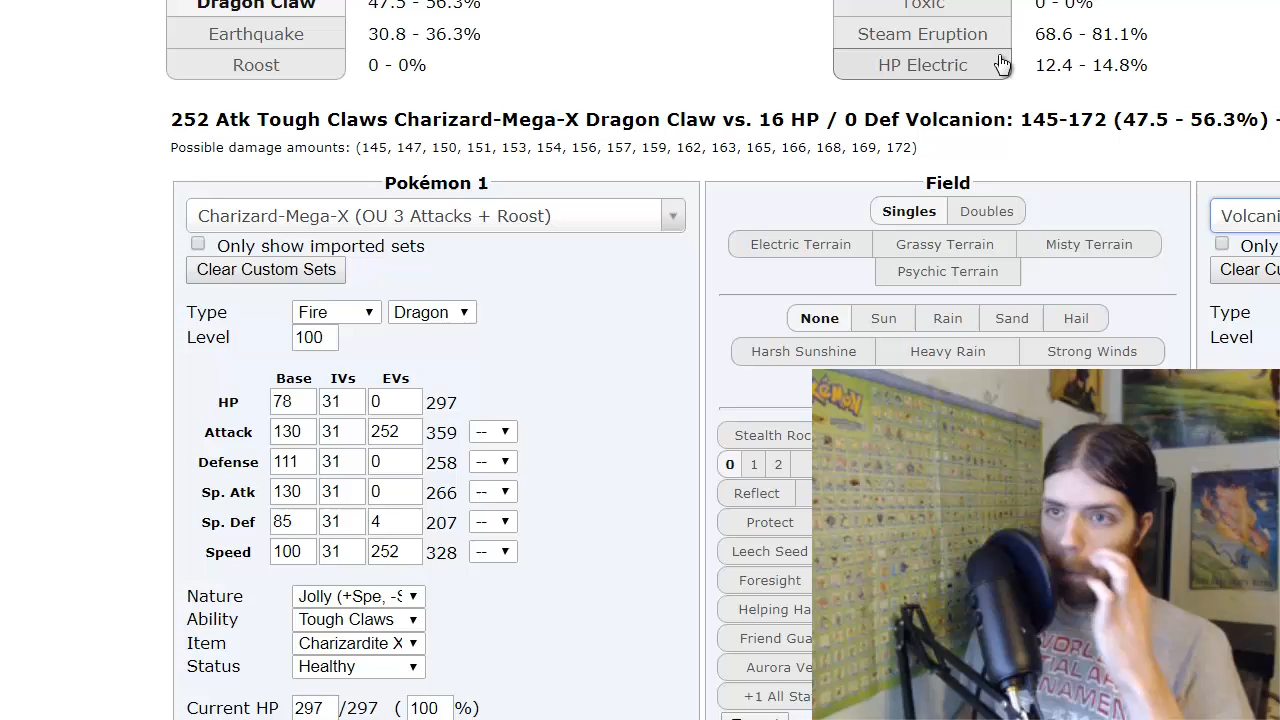 Dragon Claw 47.5 - 56.3% Toxic 0 - 0%
Earthquake 30.8 - 36.3% Steam Eruption 68.6 - 81.1%
Roost 0 - 0% HP Electric 12.4 - 14.8%
252 Atk Tough Claws Charizard-Mega-X Dragon Claw vs. 16 HP / 0 Def Volcanion: 145-172 (47.5 - 56.3%) -
Possible damage amounts: (145, 147, 150, 151, 153, 154, 156, 157, 159, 162, 163, 165, 166, 168, 169, 172)
Pokémon 1
Charizard-Mega-X (OU 3 Attacks + Roost)
Only show imported sets
Clear Custom Sets
Type Fire Dragon
Level 100
Base IVs EVs
HP 78 31 0 297
Attack 130 31 252 359 --
Defense 111 31 0 258 --
Sp. Atk 130 31 0 266 --
Sp. Def 85 31 4 207 --
Speed 100 31 252 328 --
Nature Jolly (+Spe, -S
Ability Tough Claws
Item Charizardite X
Status Healthy
Current HP 297 /297 ( 100 %)
Field
Singles Doubles
Electric Terrain Grassy Terrain Misty Terrain
Psychic Terrain
None Sun Rain Sand Hail
Harsh Sunshine Heavy Rain Strong Winds
Stealth Roc
0 1 2
Reflect
Protect
Leech Seed
Foresight
Helping Ha
Friend Gua
Aurora Ve
+1 All Sta
Volcani
Only
Clear Cu
Type
Level
POKéMON
WORLD